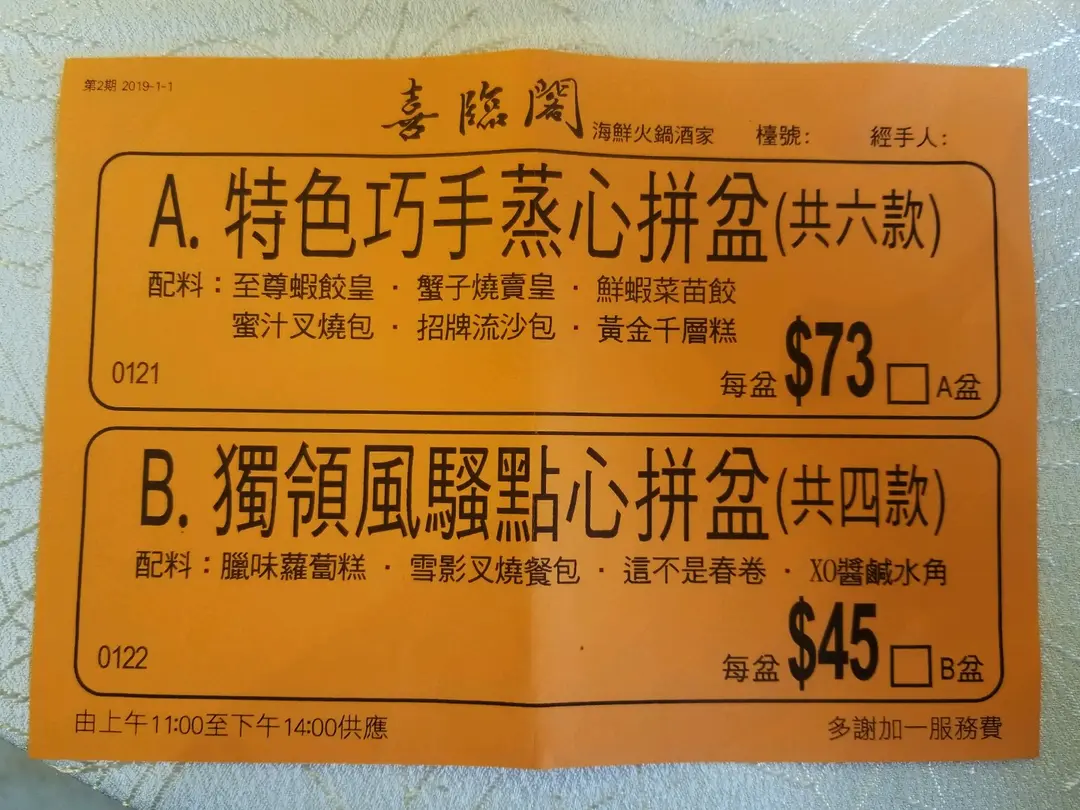 第2期 2019-1-1
喜臨閣 海鮮火鍋酒家 檯號: 經手人:
A. 特色巧手蒸心拼盆(共六款)
配料：至尊蝦餃皇 · 蟹子燒賣皇 · 鮮蝦菜苗餃
蜜汁叉燒包 · 招牌流沙包 · 黃金千層糕
0121 每盆 $73 □A盆
B. 獨領風騷點心拼盆(共四款)
配料：臘味蘿蔔糕 · 雪影叉燒餐包 · 這不是春卷 · XO醬鹹水角
0122 每盆 $45 □B盆
由上午11:00至下午14:00供應 多謝加一服務費